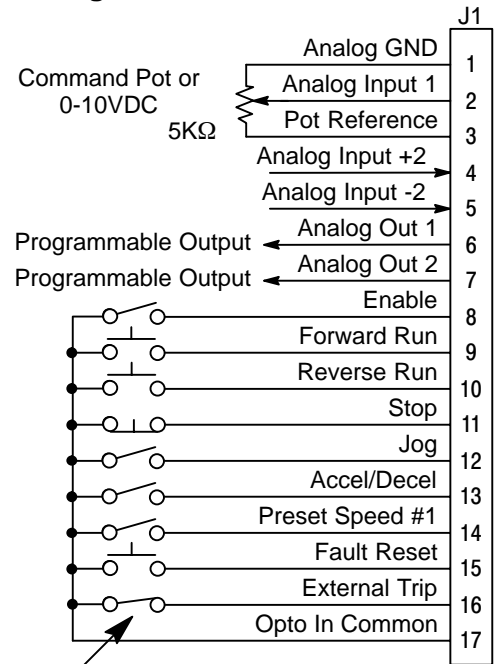 J1
Analog GND 1
Command Pot or
0-10VDC
5KΩ
Analog Input 1 2
Pot Reference 3
Analog Input +2 4
Analog Input -2 5
Programmable Output Analog Out 1 6
Programmable Output Analog Out 2 7
Enable 8
Forward Run 9
Reverse Run 10
Stop 11
Jog 12
Accel/Decel 13
Preset Speed #1 14
Fault Reset 15
External Trip 16
Opto In Common 17